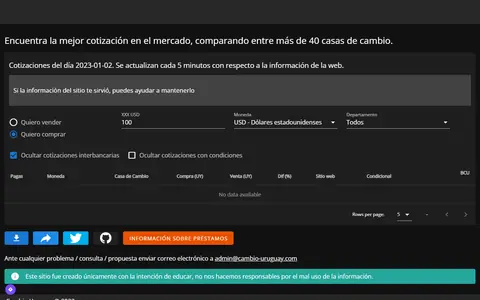 Encuentra la mejor cotización en el mercado, comparando entre más de 40 casas de cambio.
Cotizaciones del día 2023-01-02. Se actualizan cada 5 minutos con respecto a la información de la web.
Si la información del sitio te sirvió, puedes ayudar a mantenerlo
Quiero vender
Quiero comprar
XXX USD
100
Moneda
USD - Dólares estadounidenses
Departamento
Todos
Ocultar cotizaciones interbancarias
Ocultar cotizaciones con condiciones
Pagas Moneda Casa de Cambio Compra (UY) Venta (UY) Dif (%) Sitio web Condicional BCU
No data available
Rows per page: 5 -
INFORMACIÓN SOBRE PRÉSTAMOS
Ante cualquier problema / consulta / propuesta enviar correo electrónico a admin@cambio-uruguay.com
Este sitio fue creado únicamente con la intención de educar, no nos hacemos responsables por el mal uso de la información.